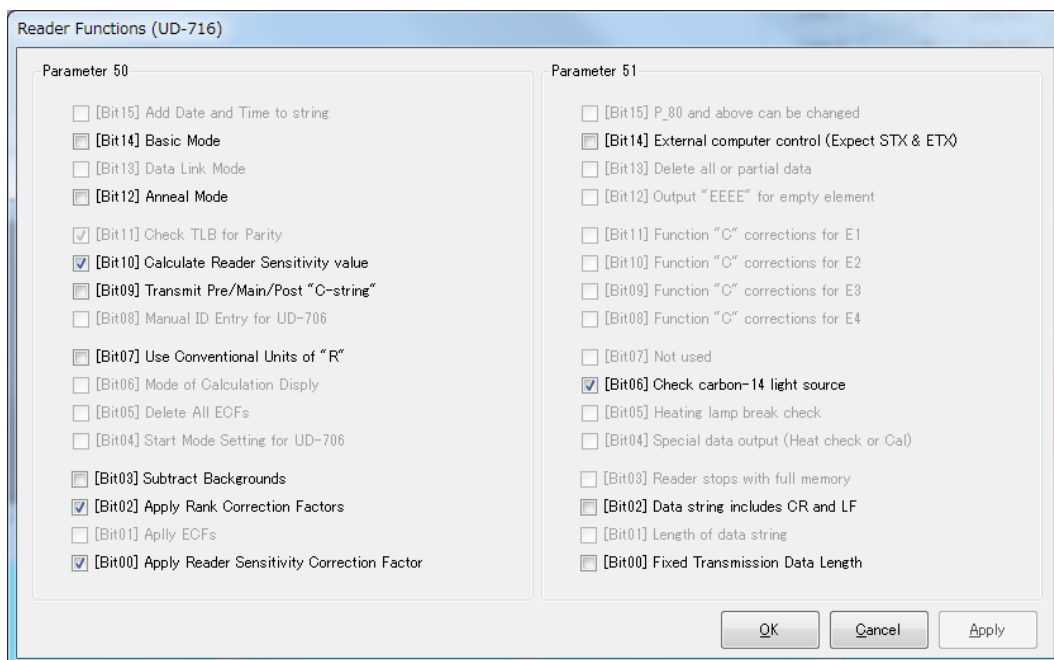 Reader Functions (UD-716)
Parameter 50
[Bit15] Add Date and Time to string
[Bit14] Basic Mode
[Bit13] Data Link Mode
[Bit12] Anneal Mode
[Bit11] Check TLB for Parity
[Bit10] Calculate Reader Sensitivity value
[Bit09] Transmit Pre/Main/Post "C-string"
[Bit08] Manual ID Entry for UD-706
[Bit07] Use Conventional Units of "R"
[Bit06] Mode of Calculation Disply
[Bit05] Delete All ECFs
[Bit04] Start Mode Setting for UD-706
[Bit03] Subtract Backgrounds
[Bit02] Apply Rank Correction Factors
[Bit01] Aplly ECFs
[Bit00] Apply Reader Sensitivity Correction Factor
Parameter 51
[Bit15] P_80 and above can be changed
[Bit14] External computer control (Expect STX & ETX)
[Bit13] Delete all or partial data
[Bit12] Output "EEEE" for empty element
[Bit11] Function "C" corrections for E1
[Bit10] Function "C" corrections for E2
[Bit09] Function "C" corrections for E3
[Bit08] Function "C" corrections for E4
[Bit07] Not used
[Bit06] Check carbon-14 light source
[Bit05] Heating lamp break check
[Bit04] Special data output (Heat check or Cal)
[Bit03] Reader stops with full memory
[Bit02] Data string includes CR and LF
[Bit01] Length of data string
[Bit00] Fixed Transmission Data Length
OK
Cancel
Apply